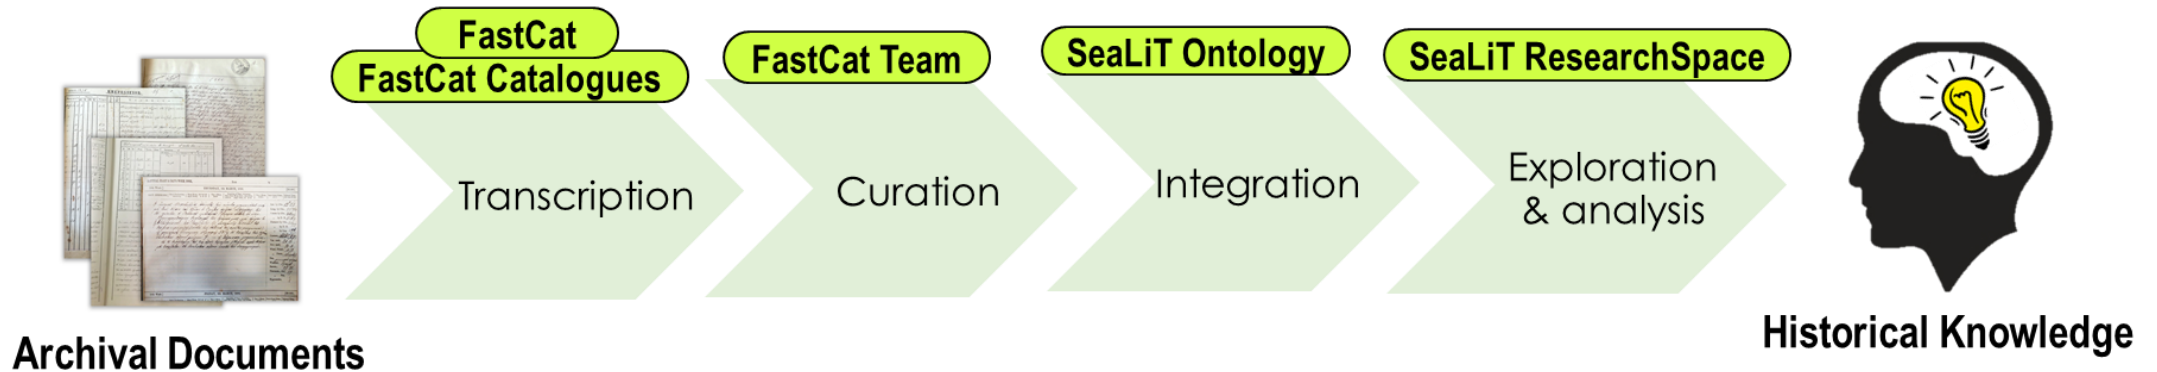 FastCat
FastCat Catalogues
FastCat Team
SeaLiT Ontology
SeaLiT ResearchSpace
Transcription
Curation
Integration
Exploration
& analysis
Archival Documents
Historical Knowledge